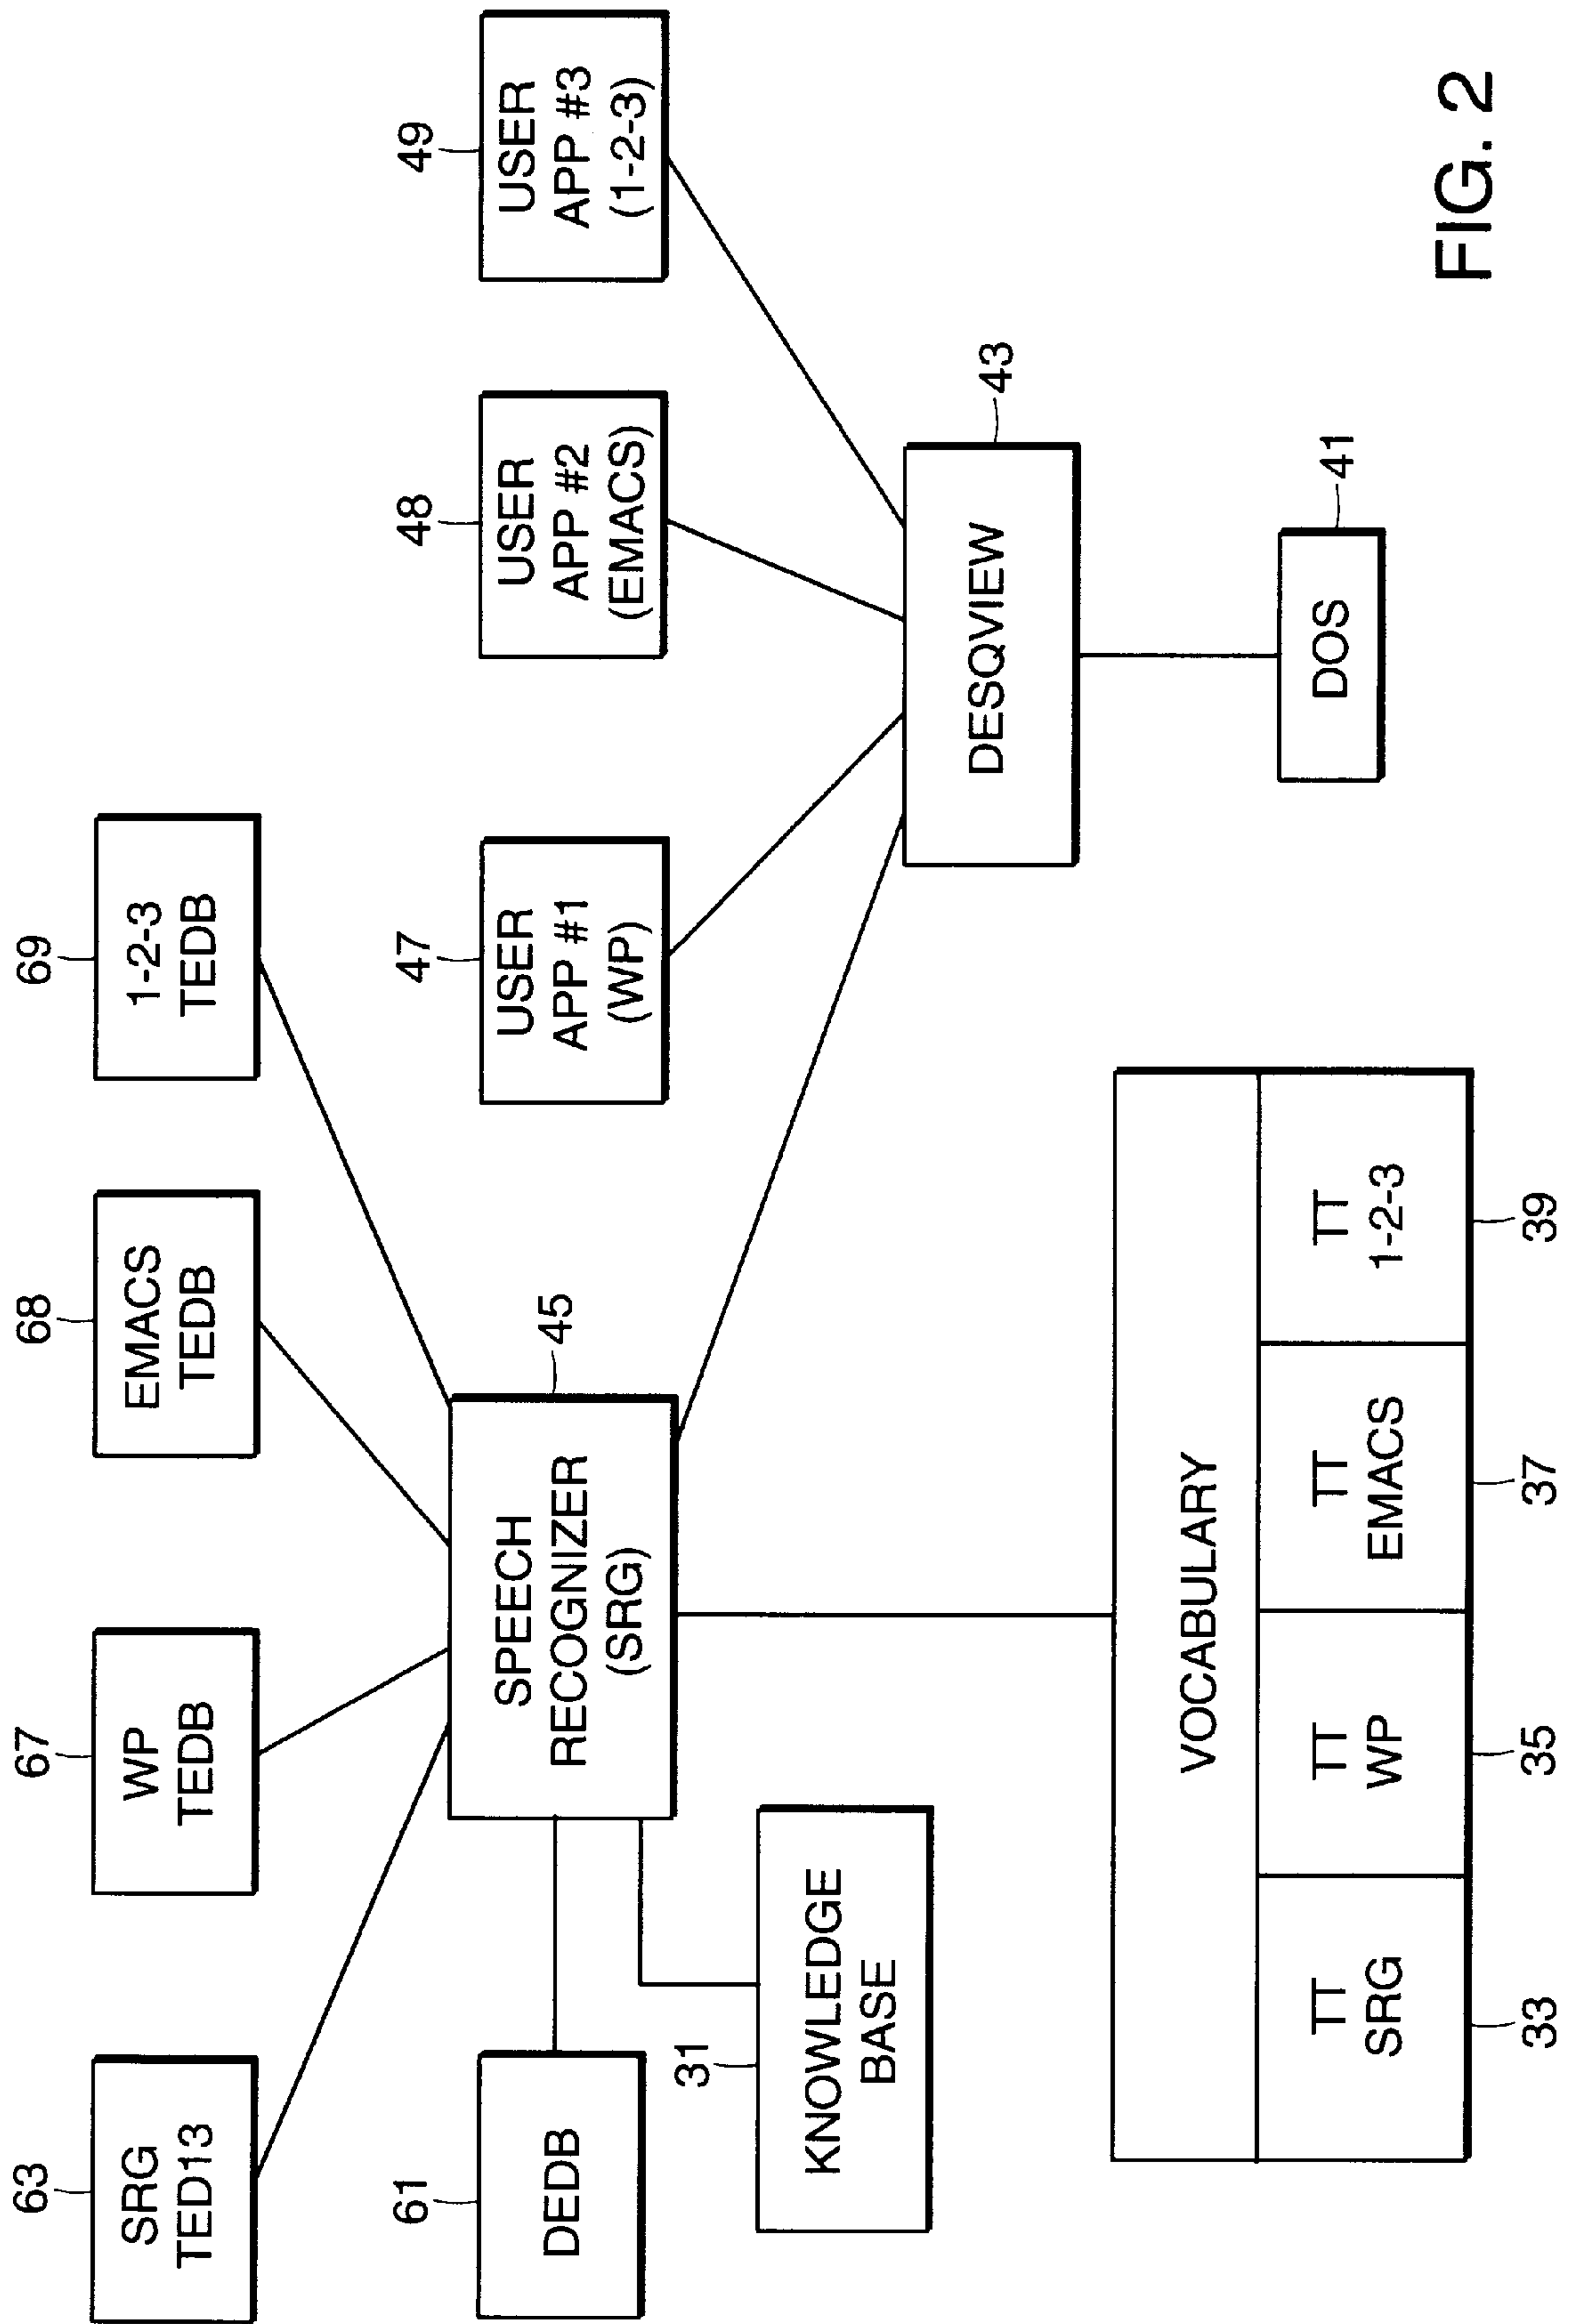 63
SRG
TED13
67
WP
TEDB
68
EMACS
TEDB
69
1-2-3
TEDB
61
DEDB
45
SPEECH
RECOGNIZER
(SRG)
47
USER
APP #1
(WP)
48
USER
APP #2
(EMACS)
49
USER
APP #3
(1-2-3)
31
KNOWLEDGE
BASE
43
DESQVIEW
VOCABULARY
TT
SRG
TT
WP
TT
EMACS
TT
1-2-3
33
35
37
39
41
DOS
FIG. 2